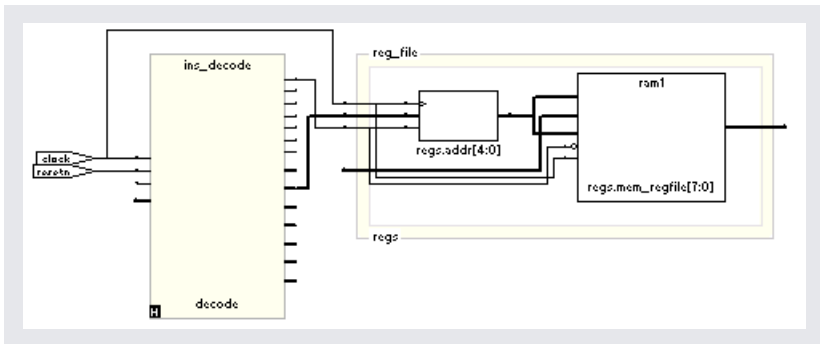 reg_file
ins_decode
ram1
regs.addr[4:0]
clock
resetn
regs.mem_regfile[7:0]
regs
decode
H